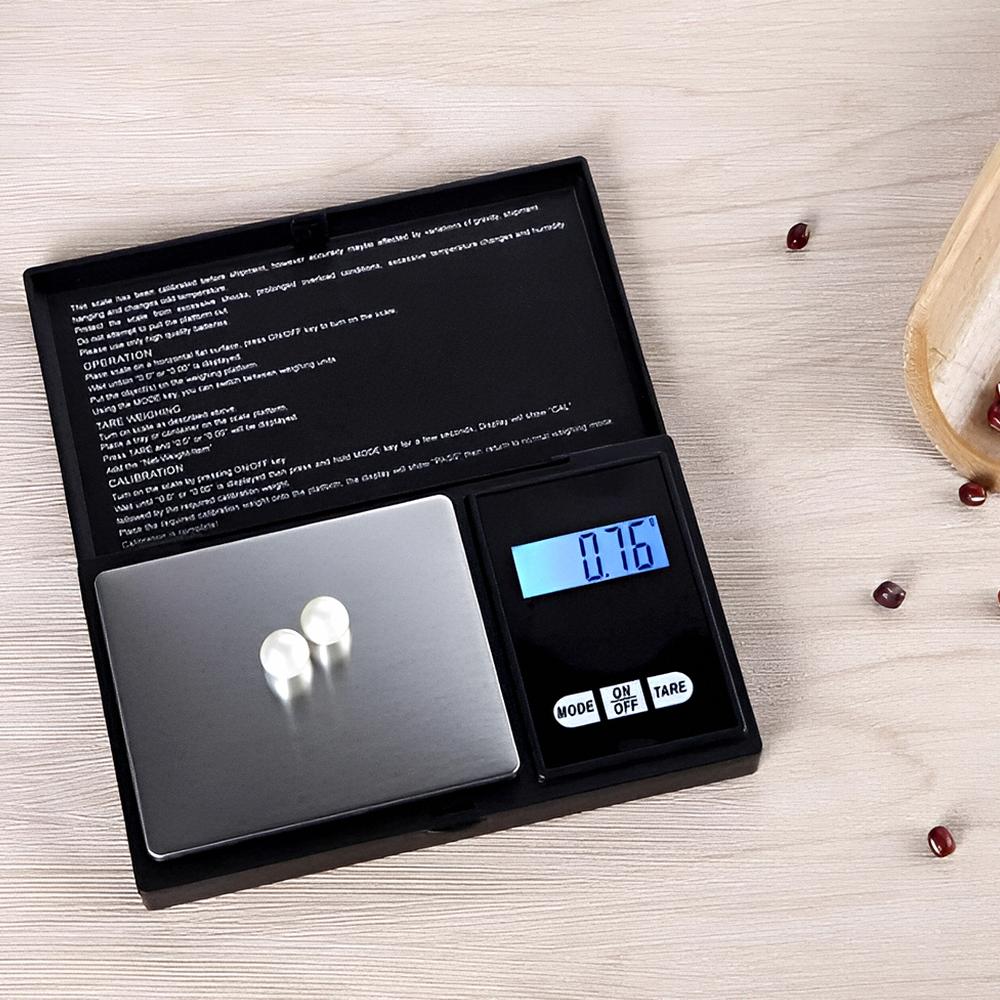 This scale has been calibrated before shipment, however accuracy maybe affected by variations of gravity, shipment
hanging and changes odd temperature.
Protect the scale from excessive shocks, prolonged overload conditions, excessive temperature changes and humidity
Do not attempt to pull the platform out
Please use only high quality batteries
OPERATION
Place scale on a horizontal flat surface, press ON/OFF key to turn on the scale.
Wait untion "0.0" or "0.00" is displayed.
Put the object(s) on the weighing platform.
Using the MODE key, you can switch between weighing units
TARE WEIGHING
Turn on scale as described above.
Place a tray or container on the scale platform.
Press TARE and "0.0" or "0.00" will be displayed
Add the "Net-Weight-Item"
CALIBRATION
Turn on the scale by pressing ON/OFF key
Wait until "0.0" or "0.00" is displayed then press and hold MODE key for a few seconds. Display will show "CAL"
followed by the required calibration weight.
Place the required calibration weight onto the platform, the display will show "PASS" then return to normal weighing mode.
Calibration is complete!
0.76
MODE ON OFF TARE